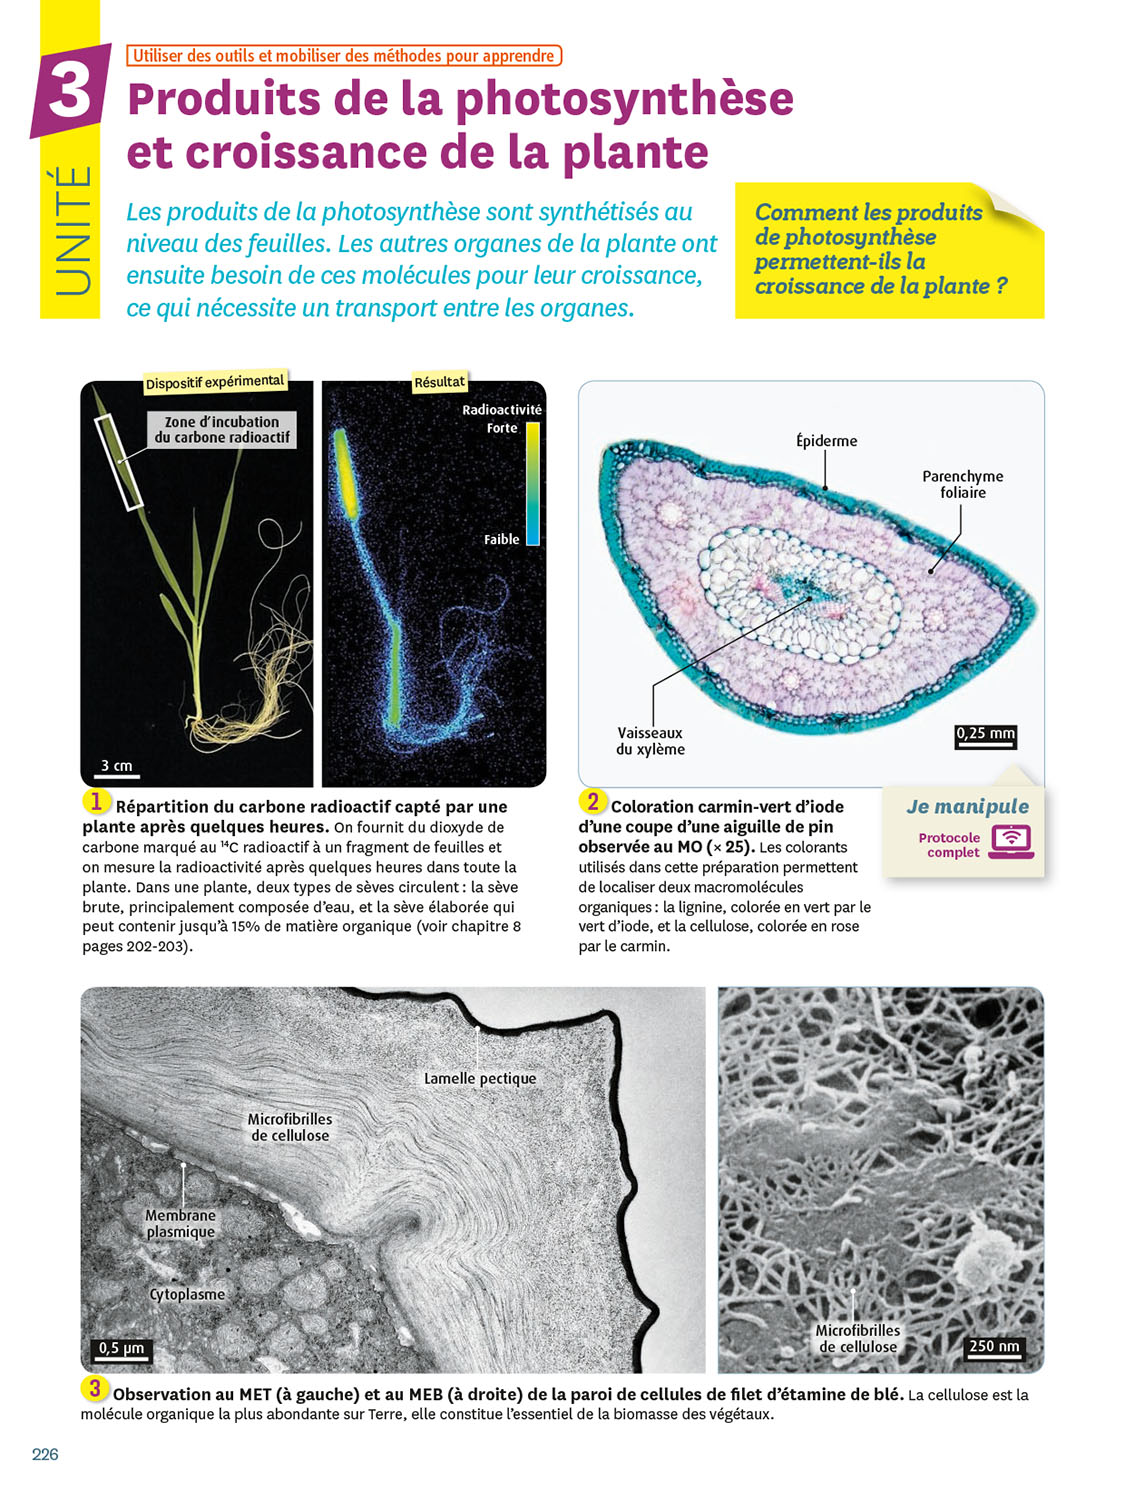 UNITÉ
3
Utiliser des outils et mobiliser des méthodes pour apprendre
Produits de la photosynthèse
et croissance de la plante
Les produits de la photosynthèse sont synthétisés au
niveau des feuilles. Les autres organes de la plante ont
ensuite besoin de ces molécules pour leur croissance,
ce qui nécessite un transport entre les organes.
Comment les produits
de photosynthèse
permettent-ils la
croissance de la plante ?
Dispositif expérimental
Zone d'incubation
du carbone radioactif
3 cm
Résultat
Radioactivité
Forte
Faible
1 Répartition du carbone radioactif capté par une
plante après quelques heures. On fournit du dioxyde de
carbone marqué au ¹⁴C radioactif à un fragment de feuilles et
on mesure la radioactivité après quelques heures dans toute la
plante. Dans une plante, deux types de sèves circulent : la sève
brute, principalement composée d'eau, et la sève élaborée qui
peut contenir jusqu'à 15% de matière organique (voir chapitre 8
pages 202-203).
Épiderme
Parenchyme
foliaire
Vaisseaux
du xylème
0,25 mm
2 Coloration carmin-vert d'iode
d'une coupe d'une aiguille de pin
observée au MO (× 25). Les colorants
utilisés dans cette préparation permettent
de localiser deux macromolécules
organiques : la lignine, colorée en vert par le
vert d'iode, et la cellulose, colorée en rose
par le carmin.
Je manipule
Protocole
complet
Lamelle pectique
Microfibrilles
de cellulose
Membrane
plasmique
Cytoplasme
0,5 µm
Microfibrilles
de cellulose
250 nm
3 Observation au MET (à gauche) et au MEB (à droite) de la paroi de cellules de filet d'étamine de blé. La cellulose est la
molécule organique la plus abondante sur Terre, elle constitue l'essentiel de la biomasse des végétaux.
226